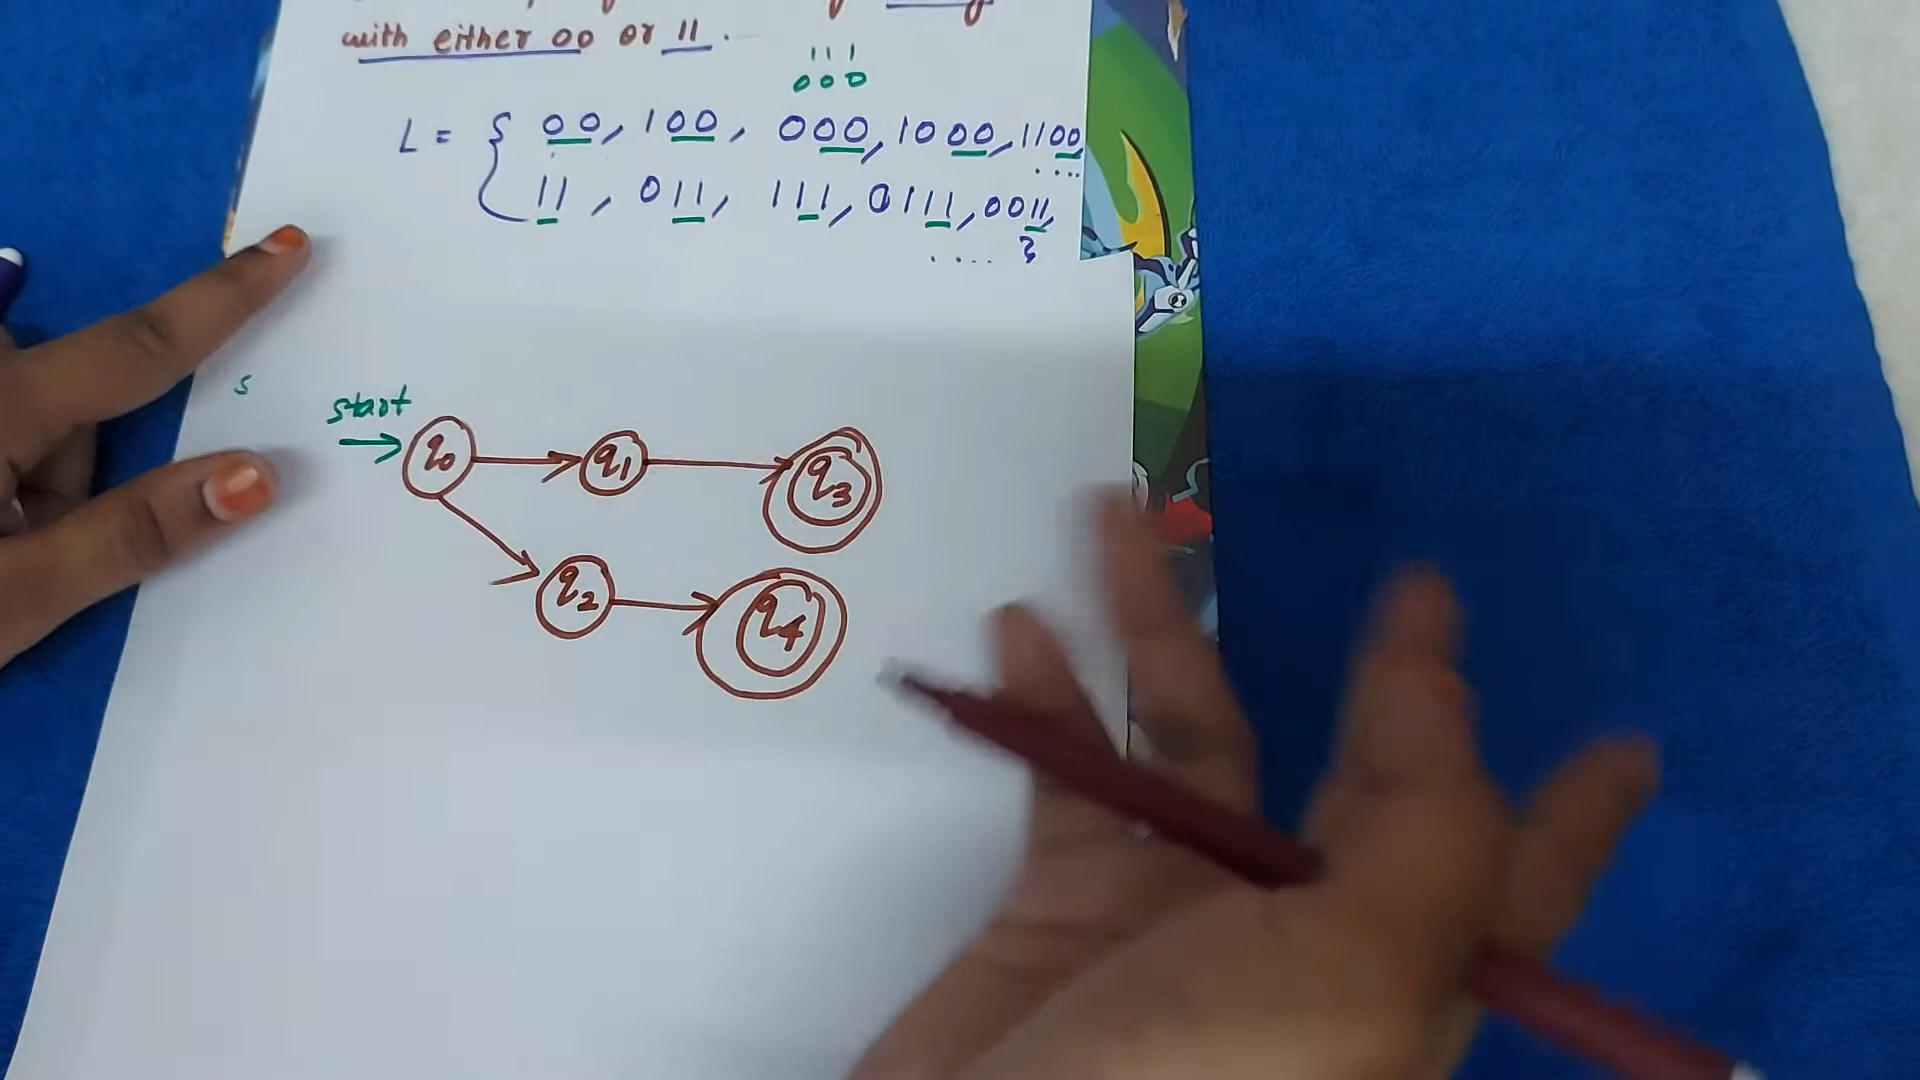 with either 00 or 11.
111
000
L = { 00, 100, 000, 1000, 1100, ....
11, 011, 111, 0111, 0011, .... }
s
start
q0 q1 q3
q2 q4